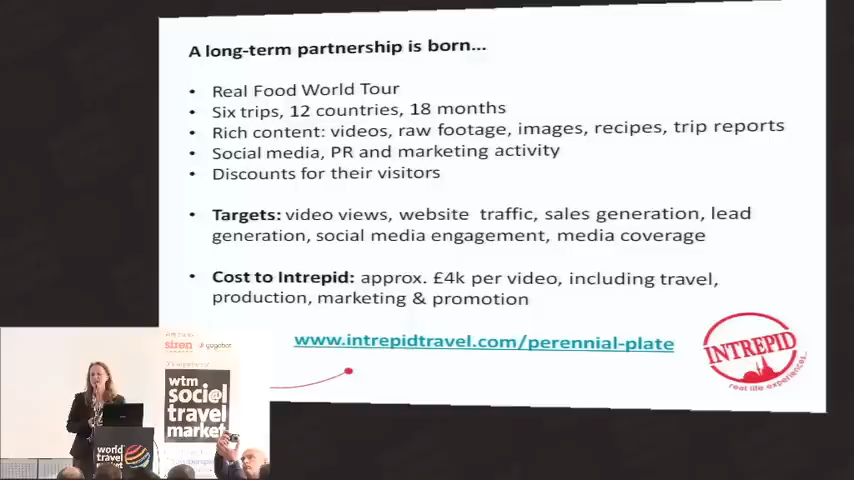 A long-term partnership is born...
• Real Food World Tour
• Six trips, 12 countries, 18 months
• Rich content: videos, raw footage, images, recipes, trip reports
• Social media, PR and marketing activity
• Discounts for their visitors
• Targets: video views, website traffic, sales generation, lead
generation, social media engagement, media coverage
• Cost to Intrepid: approx. £4k per video, including travel,
production, marketing & promotion
www.intrepidtravel.com/perennial-plate
INTREPID
real life experiences...
siren
gogobot
wtm
soci@l
travel
market
world
travel
market